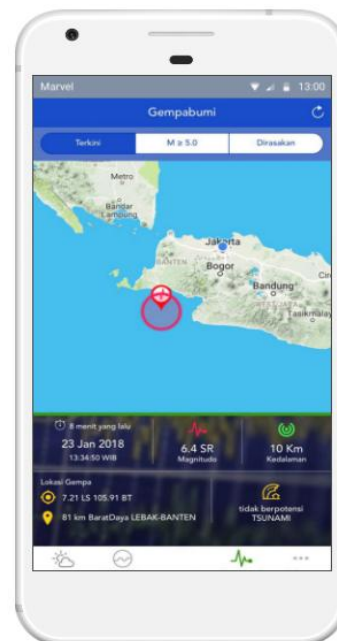 Marvel 13:00
Gempabumi
Terkini M ≥ 5.0 Dirasakan
Metro
Bandar
Lampung
Jakarta
BANTEN
Bogor
Bandung
Tasikmalay
8 menit yang lalu
23 Jan 2018
13:34:50 WIB
6.4 SR
Magnitudo
10 Km
Kedalaman
Lokasi Gempa
7.21 LS 105.91 BT
81 km BaratDaya LEBAK-BANTEN
tidak berpotensi
TSUNAMI